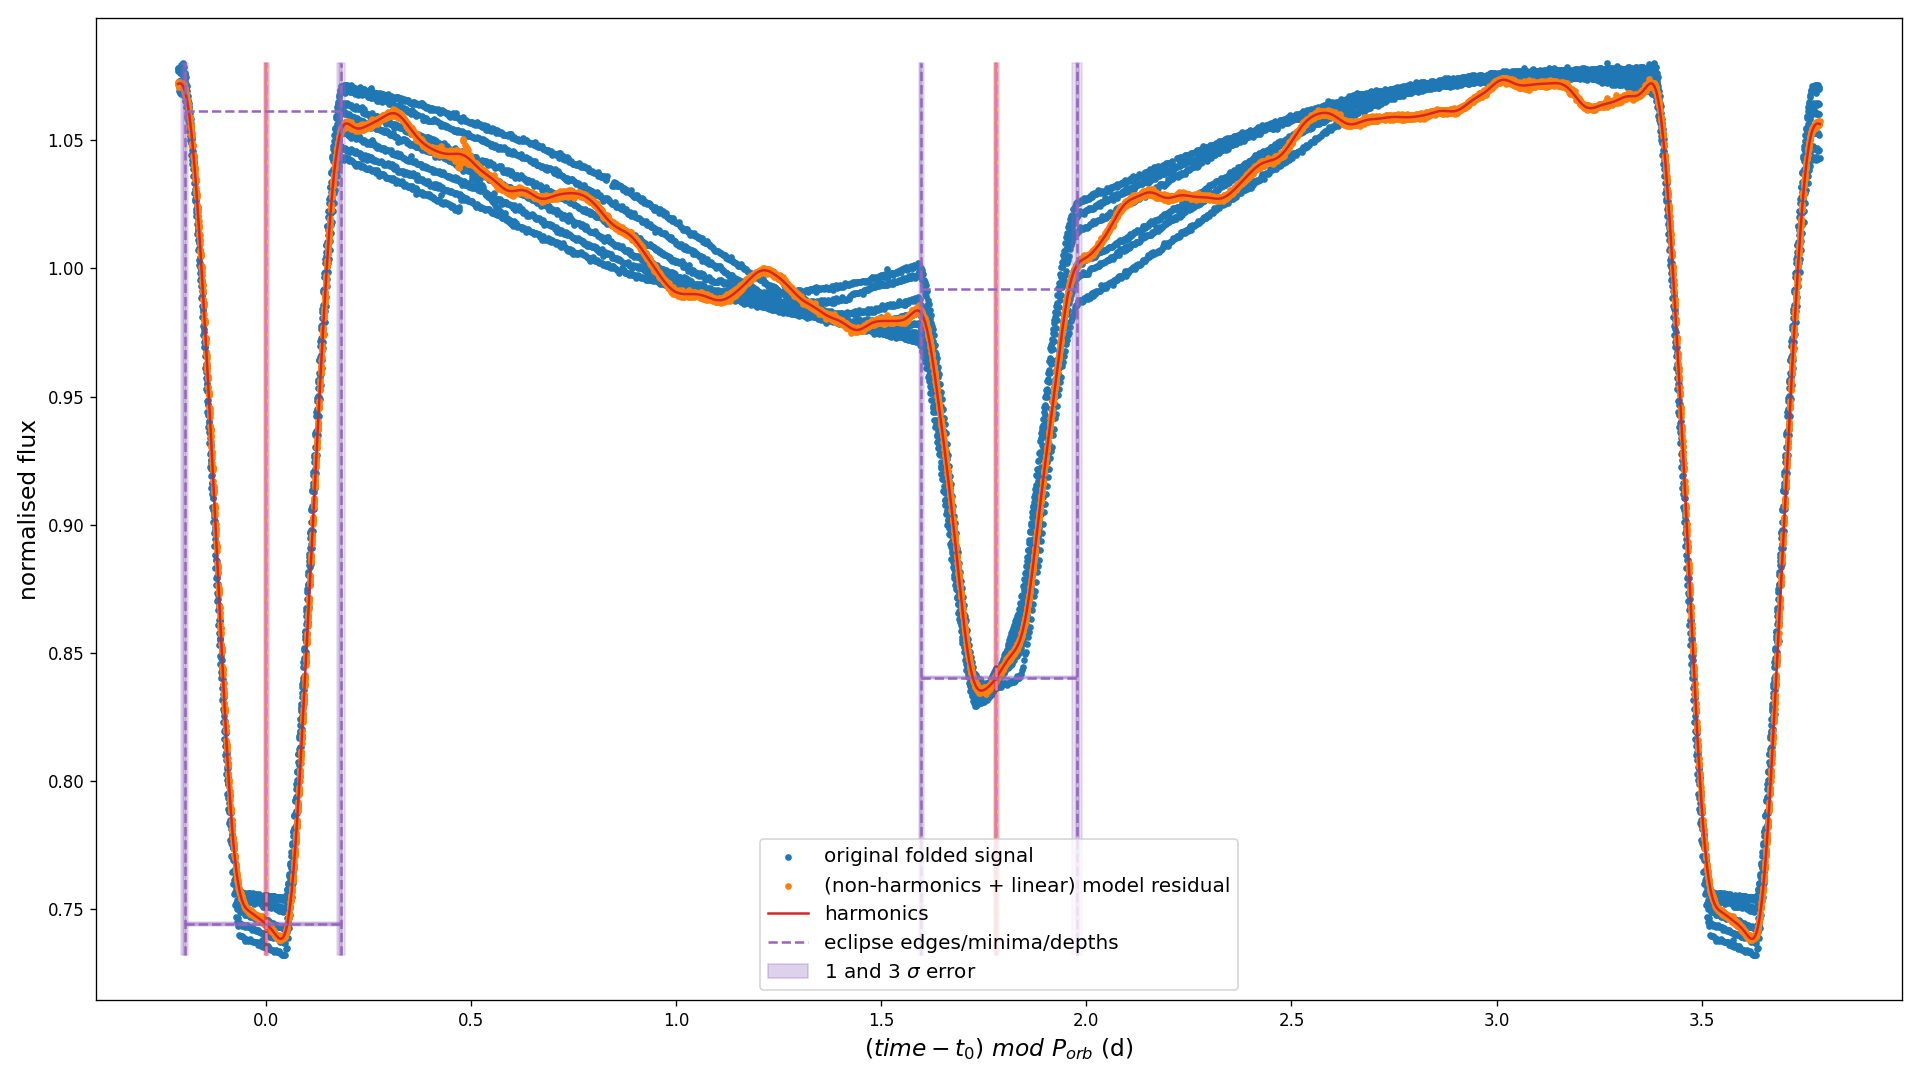 normalised flux
1.05
1.00
0.95
0.90
0.85
0.80
0.75
original folded signal
(non-harmonics + linear) model residual
harmonics
eclipse edges/minima/depths
1 and 3 σ error
0.0 0.5 1.0 1.5 2.0 2.5 3.0 3.5
(time − t₀) mod Pₒᵣb (d)